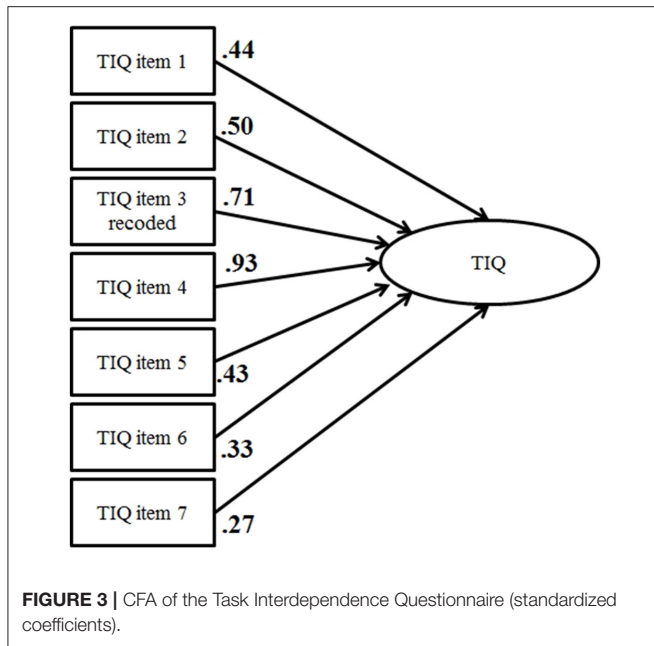 TIQ item 1
.44
TIQ item 2
.50
TIQ item 3
recoded
.71
TIQ item 4
.93
TIQ item 5
.43
TIQ item 6
.33
TIQ item 7
.27
TIQ
FIGURE 3 | CFA of the Task Interdependence Questionnaire (standardized
coefficients).